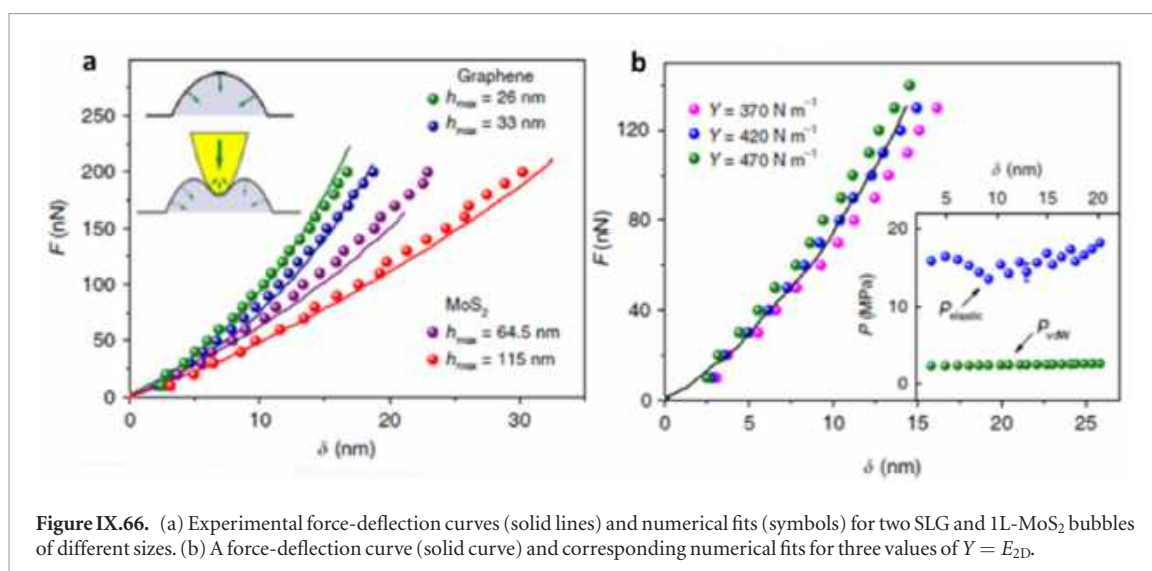 a
Graphene
h_max = 26 nm
h_max = 33 nm
MoS₂
h_max = 64.5 nm
h_max = 115 nm
250
200
150
100
50
0
F (nN)
0 10 20 30
δ (nm)
b
Y = 370 N m⁻¹
Y = 420 N m⁻¹
Y = 470 N m⁻¹
120
80
40
0
F (nN)
0 5 10 15 20 25
δ (nm)
δ (nm)
5 10 15 20
20
10
0
P (MPa)
P_elastic
P_vdW
Figure IX.66. (a) Experimental force-deflection curves (solid lines) and numerical fits (symbols) for two SLG and 1L-MoS₂ bubbles
of different sizes. (b) A force-deflection curve (solid curve) and corresponding numerical fits for three values of Y = E₂D.